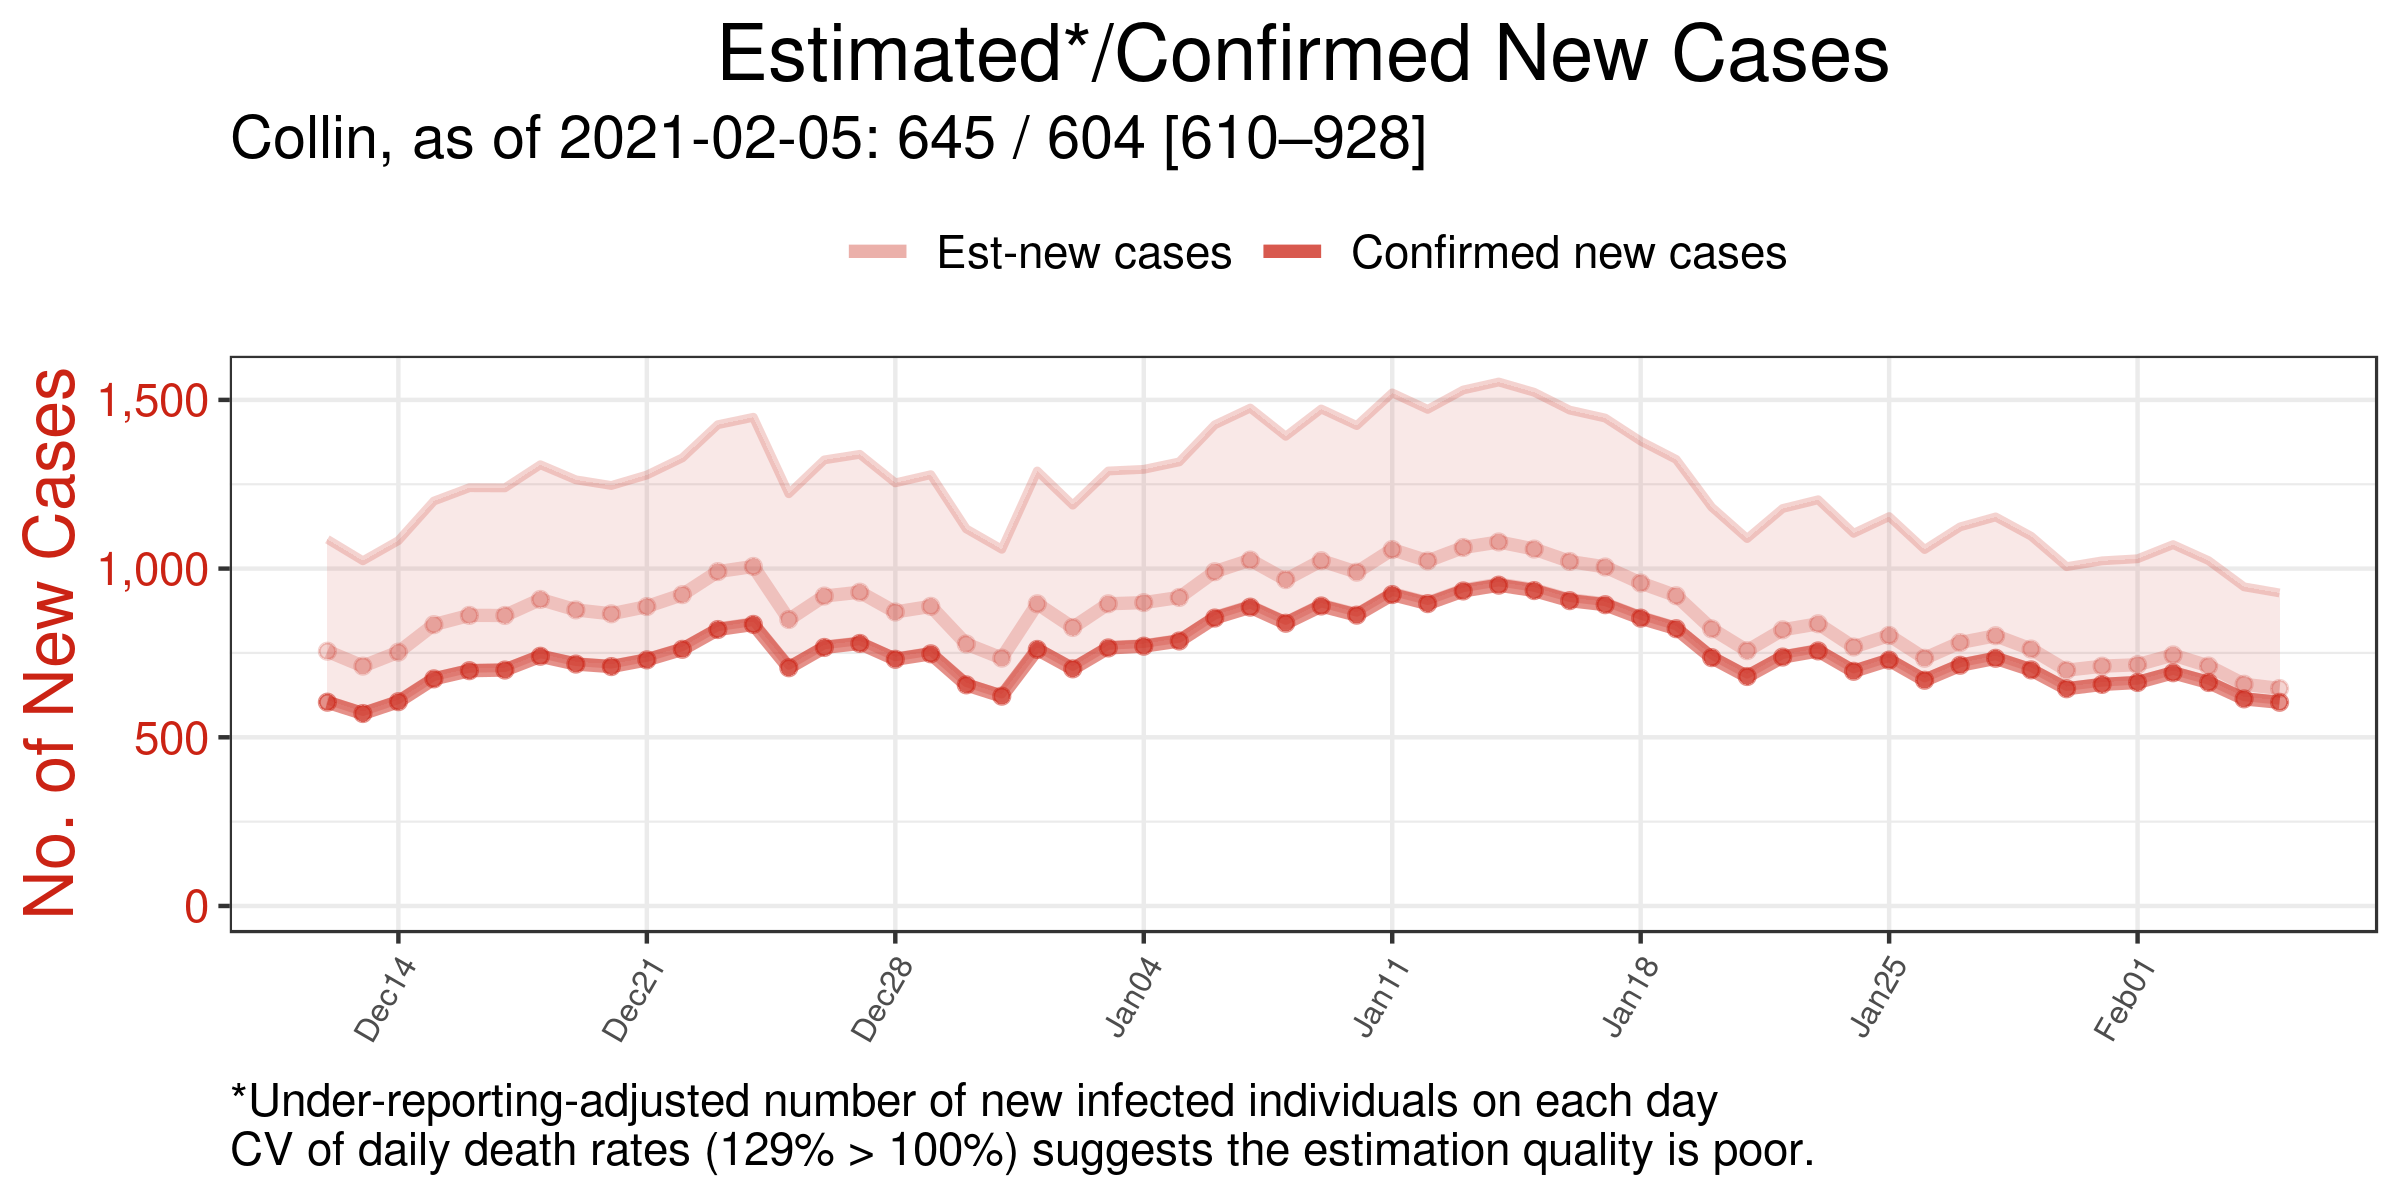 Estimated*/Confirmed New Cases
Collin, as of 2021-02-05: 645 / 604 [610–928]
Est-new cases
Confirmed new cases
No. of New Cases
1,500
1,000
500
0
Dec14
Dec21
Dec28
Jan04
Jan11
Jan18
Jan25
Feb01
*Under-reporting-adjusted number of new infected individuals on each day
CV of daily death rates (129% > 100%) suggests the estimation quality is poor.